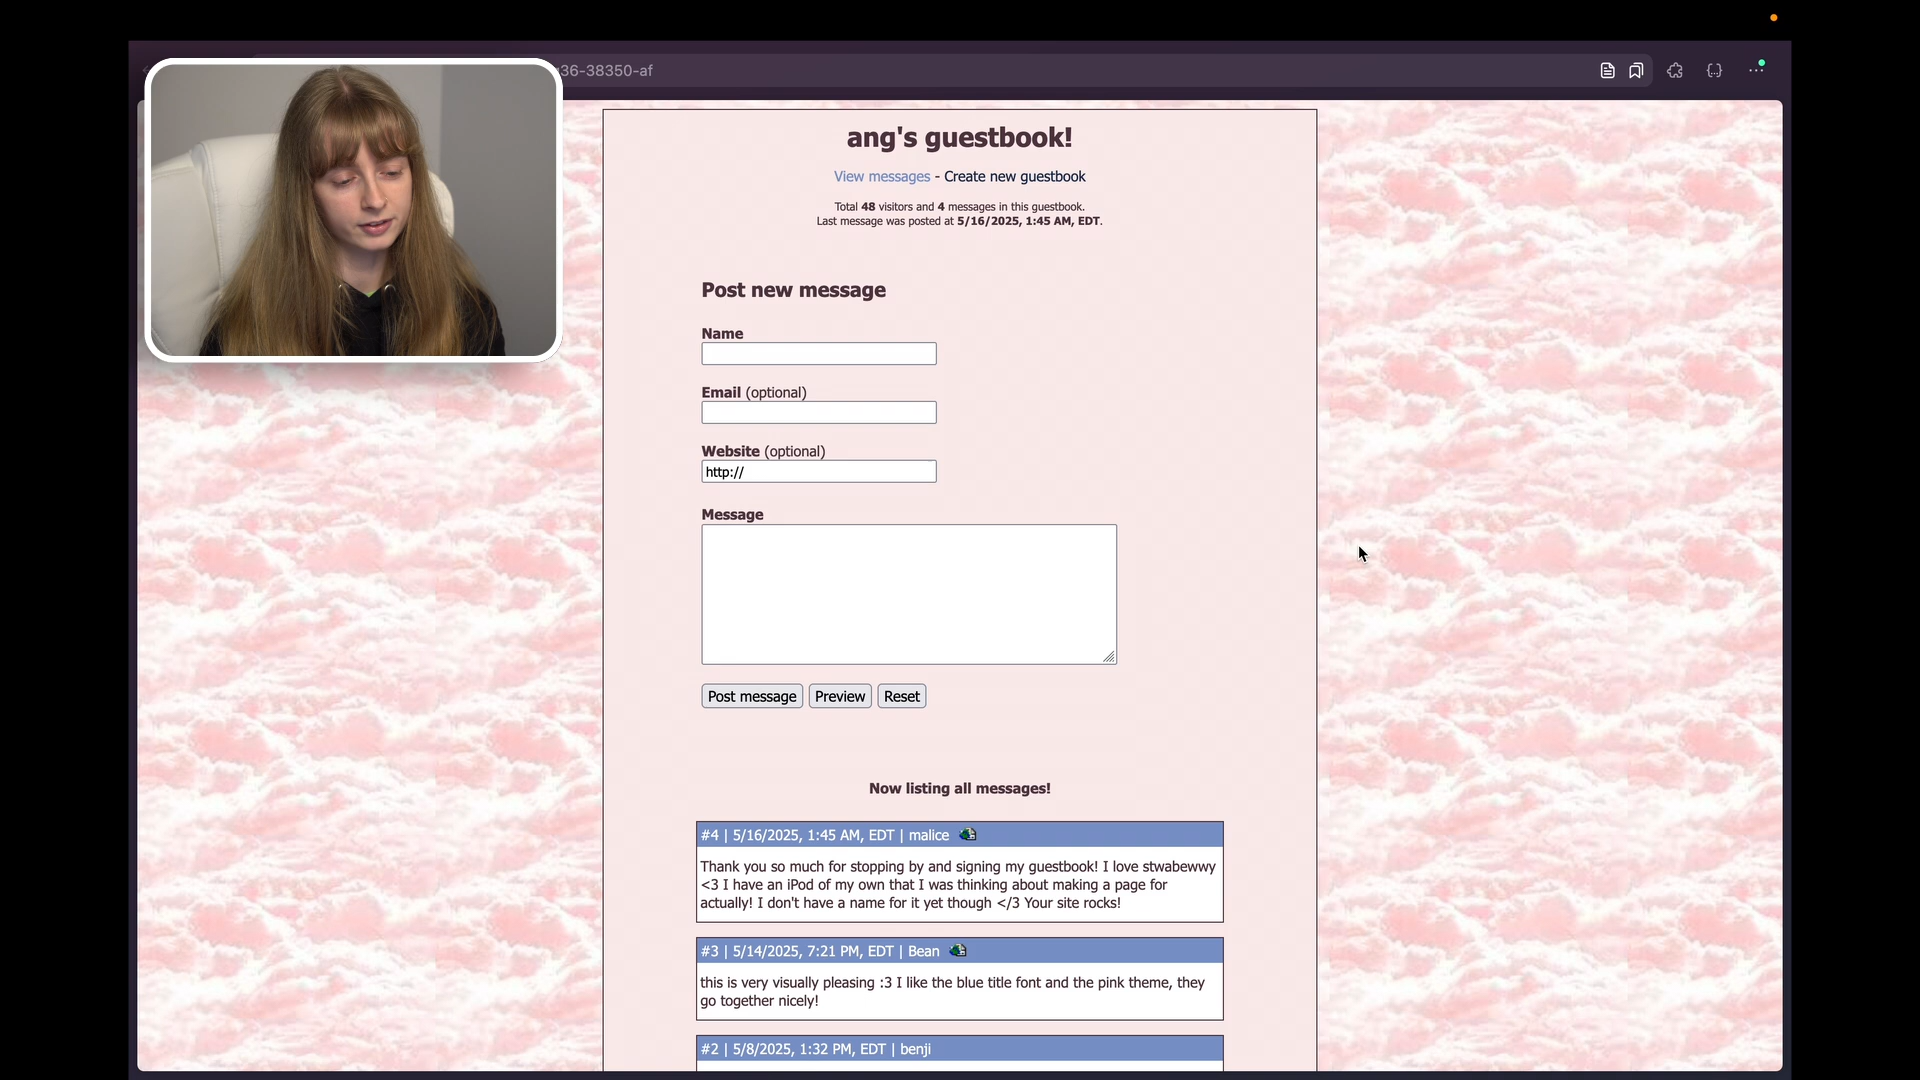 36-38350-af
ang's guestbook!
View messages - Create new guestbook
Total 48 visitors and 4 messages in this guestbook.
Last message was posted at 5/16/2025, 1:45 AM, EDT.
Post new message
Name
Email (optional)
Website (optional)
http://
Message
Post message Preview Reset
Now listing all messages!
#4 | 5/16/2025, 1:45 AM, EDT | malice
Thank you so much for stopping by and signing my guestbook! I love stwabewwy
<3 I have an iPod of my own that I was thinking about making a page for
actually! I don't have a name for it yet though </3 Your site rocks!
#3 | 5/14/2025, 7:21 PM, EDT | Bean
this is very visually pleasing :3 I like the blue title font and the pink theme, they
go together nicely!
#2 | 5/8/2025, 1:32 PM, EDT | benji